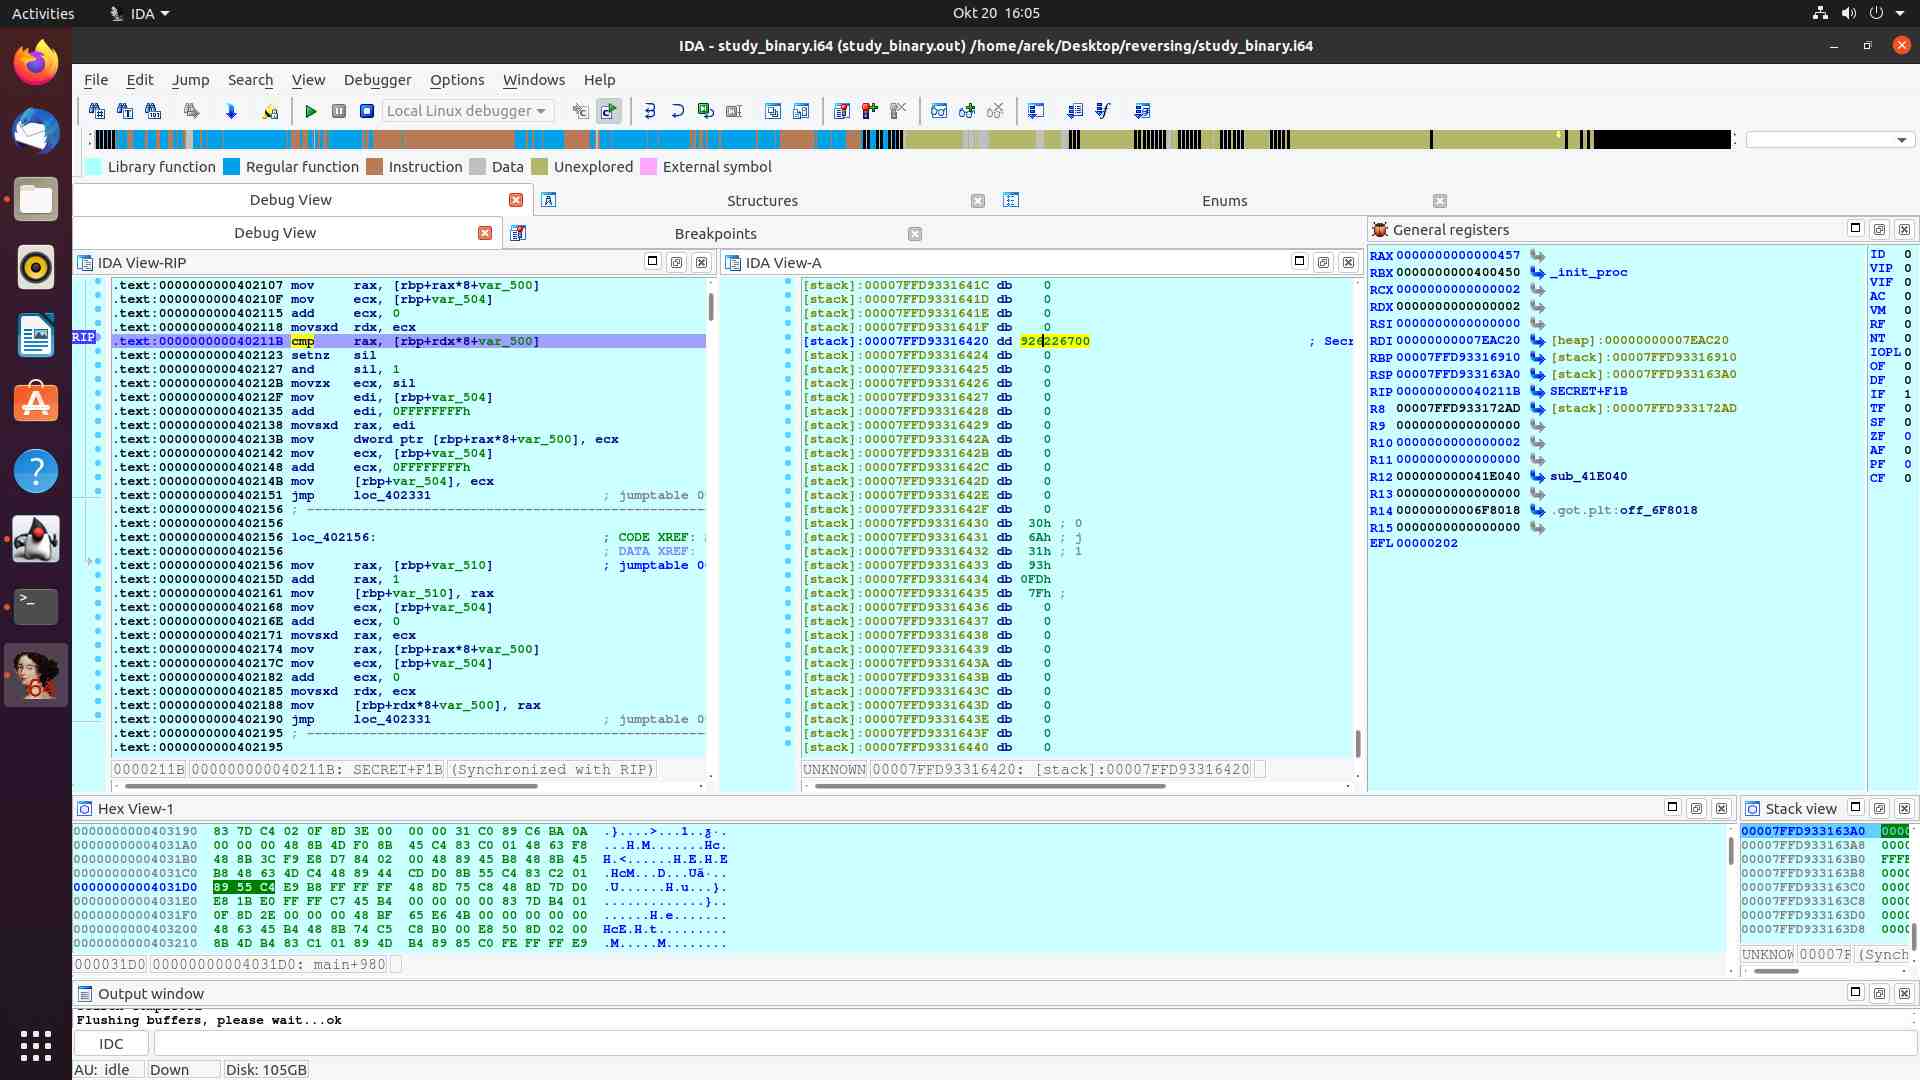 Activities
IDA
Okt 20 16:05
IDA - study_binary.i64 (study_binary.out) /home/arek/Desktop/reversing/study_binary.i64
File Edit Jump Search View Debugger Options Windows Help
Local Linux debugger
Library function Regular function Instruction Data Unexplored External symbol
Debug View
Structures
Enums
Debug View
Breakpoints
IDA View-RIP
RIP
.text:0000000000402107 mov rax, [rbp+rax*8+var_500]
.text:000000000040210F mov ecx, [rbp+var_504]
.text:0000000000402115 add ecx, 0
.text:0000000000402118 movsxd rdx, ecx
.text:000000000040211B cmp rax, [rbp+rdx*8+var_500]
.text:0000000000402123 setnz sil
.text:0000000000402127 and sil, 1
.text:000000000040212B movzx ecx, sil
.text:000000000040212F mov edi, [rbp+var_504]
.text:0000000000402135 add edi, 0FFFFFFFFh
.text:0000000000402138 movsxd rax, edi
.text:000000000040213B mov dword ptr [rbp+rax*8+var_500], ecx
.text:0000000000402142 mov ecx, [rbp+var_504]
.text:0000000000402148 add ecx, 0FFFFFFFFh
.text:000000000040214B mov [rbp+var_504], ecx
.text:0000000000402151 jmp loc_402331 ; jumptable 0
.text:0000000000402156 ; 
.text:0000000000402156
.text:0000000000402156 loc_402156: ; CODE XREF:
.text:0000000000402156 ; DATA XREF:
.text:0000000000402156 mov rax, [rbp+var_510] ; jumptable 0
.text:000000000040215D add rax, 1
.text:0000000000402161 mov [rbp+var_510], rax
.text:0000000000402168 mov ecx, [rbp+var_504]
.text:000000000040216E add ecx, 0
.text:0000000000402171 movsxd rax, ecx
.text:0000000000402174 mov rax, [rbp+rax*8+var_500]
.text:000000000040217C mov ecx, [rbp+var_504]
.text:0000000000402182 add ecx, 0
.text:0000000000402185 movsxd rdx, ecx
.text:0000000000402188 mov [rbp+rdx*8+var_500], rax
.text:0000000000402190 jmp loc_402331 ; jumptable 0
.text:0000000000402195 ; 
.text:0000000000402195
0000211B 000000000040211B: SECRET+F1B (Synchronized with RIP)
IDA View-A
[stack]:00007FFD9331641C db 0
[stack]:00007FFD9331641D db 0
[stack]:00007FFD9331641E db 0
[stack]:00007FFD9331641F db 0
[stack]:00007FFD93316420 dd 926226700 ; Secr
[stack]:00007FFD93316424 db 0
[stack]:00007FFD93316425 db 0
[stack]:00007FFD93316426 db 0
[stack]:00007FFD93316427 db 0
[stack]:00007FFD93316428 db 0
[stack]:00007FFD93316429 db 0
[stack]:00007FFD9331642A db 0
[stack]:00007FFD9331642B db 0
[stack]:00007FFD9331642C db 0
[stack]:00007FFD9331642D db 0
[stack]:00007FFD9331642E db 0
[stack]:00007FFD9331642F db 0
[stack]:00007FFD93316430 db 30h ; 0
[stack]:00007FFD93316431 db 6Ah ; j
[stack]:00007FFD93316432 db 31h ; 1
[stack]:00007FFD93316433 db 93h
[stack]:00007FFD93316434 db 0FDh
[stack]:00007FFD93316435 db 7Fh ;
[stack]:00007FFD93316436 db 0
[stack]:00007FFD93316437 db 0
[stack]:00007FFD93316438 db 0
[stack]:00007FFD93316439 db 0
[stack]:00007FFD9331643A db 0
[stack]:00007FFD9331643B db 0
[stack]:00007FFD9331643C db 0
[stack]:00007FFD9331643D db 0
[stack]:00007FFD9331643E db 0
[stack]:00007FFD9331643F db 0
[stack]:00007FFD93316440 db 0
UNKNOWN 00007FFD93316420: [stack]:00007FFD93316420
General registers
RAX 0000000000000457
RBX 0000000000400450 _init_proc
RCX 0000000000000002
RDX 0000000000000002
RSI 0000000000000000
RDI 00000000007EAC20 [heap]:00000000007EAC20
RBP 00007FFD93316910 [stack]:00007FFD93316910
RSP 00007FFD933163A0 [stack]:00007FFD933163A0
RIP 000000000040211B SECRET+F1B
R8 00007FFD933172AD [stack]:00007FFD933172AD
R9 0000000000000000
R10 0000000000000002
R11 0000000000000000
R12 000000000041E040 sub_41E040
R13 0000000000000000
R14 00000000006F8018 .got.plt:off_6F8018
R15 0000000000000000
EFL 00000202
ID 0
VIP 0
VIF 0
AC 0
VM 0
RF 0
NT 0
IOPL 0
OF 0
DF 0
IF 1
TF 0
SF 0
ZF 0
AF 0
PF 0
CF 0
Hex View-1
0000000000403190 83 7D C4 02 0F 8D 3E 00 00 00 31 C0 89 C6 BA 0A
00000000004031A0 00 00 00 48 8B 4D F0 8B 45 C4 83 C0 01 48 63 F8
00000000004031B0 48 8B 3C F9 E8 D7 84 02 00 48 89 45 B8 48 8B 45
00000000004031C0 B8 48 63 4D C4 48 89 44 CD D0 8B 55 C4 83 C2 01
00000000004031D0 89 55 C4 E9 B8 FF FF FF 48 8D 75 C8 48 8D 7D D0
00000000004031E0 E8 1B E0 FF FF C7 45 B4 00 00 00 00 83 7D B4 01
00000000004031F0 0F 8D 2E 00 00 00 48 BF 65 E6 4B 00 00 00 00 00
0000000000403200 48 63 45 B4 48 8B 74 C5 C8 B0 00 E8 50 8D 02 00
0000000000403210 8B 4D B4 83 C1 01 89 4D B4 89 85 C0 FE FF FF E9
000031D0 00000000004031D0: main+980
Stack view
00007FFD933163A0 0000
00007FFD933163A8 0000
00007FFD933163B0 FFFF
00007FFD933163B8 0000
00007FFD933163C0 0000
00007FFD933163C8 0000
00007FFD933163D0 0000
00007FFD933163D8 0000
UNKNOW 00007F (Synch
Output window
Flushing buffers, please wait...ok
IDC
AU: idle Down Disk: 105GB